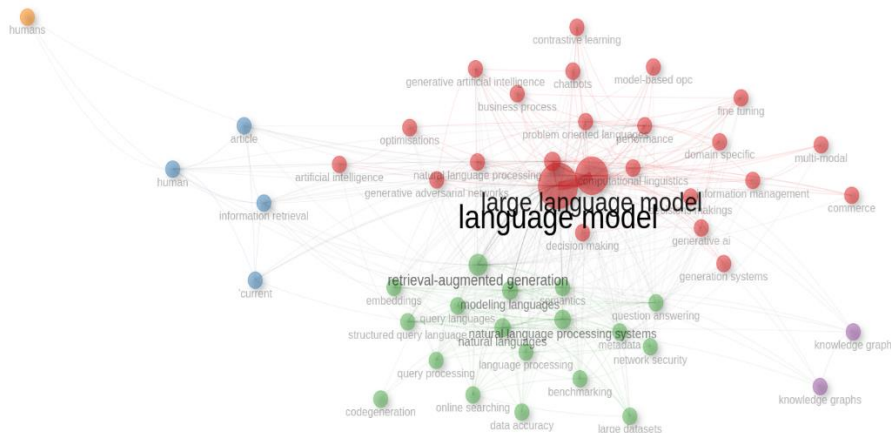 humans
contrastive learning
generative artificial intelligence
chatbots
model-based opc
business process
fine tuning
article
optimisations
problem oriented languages
performance
domain specific
multi-modal
human
artificial intelligence
natural language processing
computational linguistics
generative adversarial networks
information management
commerce
large language model
information retrieval
language model
decision making
generative ai
generation systems
retrieval-augmented generation
'current
embeddings
modeling languages
semantics
question answering
query languages
structured query language
natural language processing systems
metadata
knowledge graph
natural languages
network security
language processing
query processing
benchmarking
knowledge graphs
codegeneration
online searching
data accuracy
large datasets